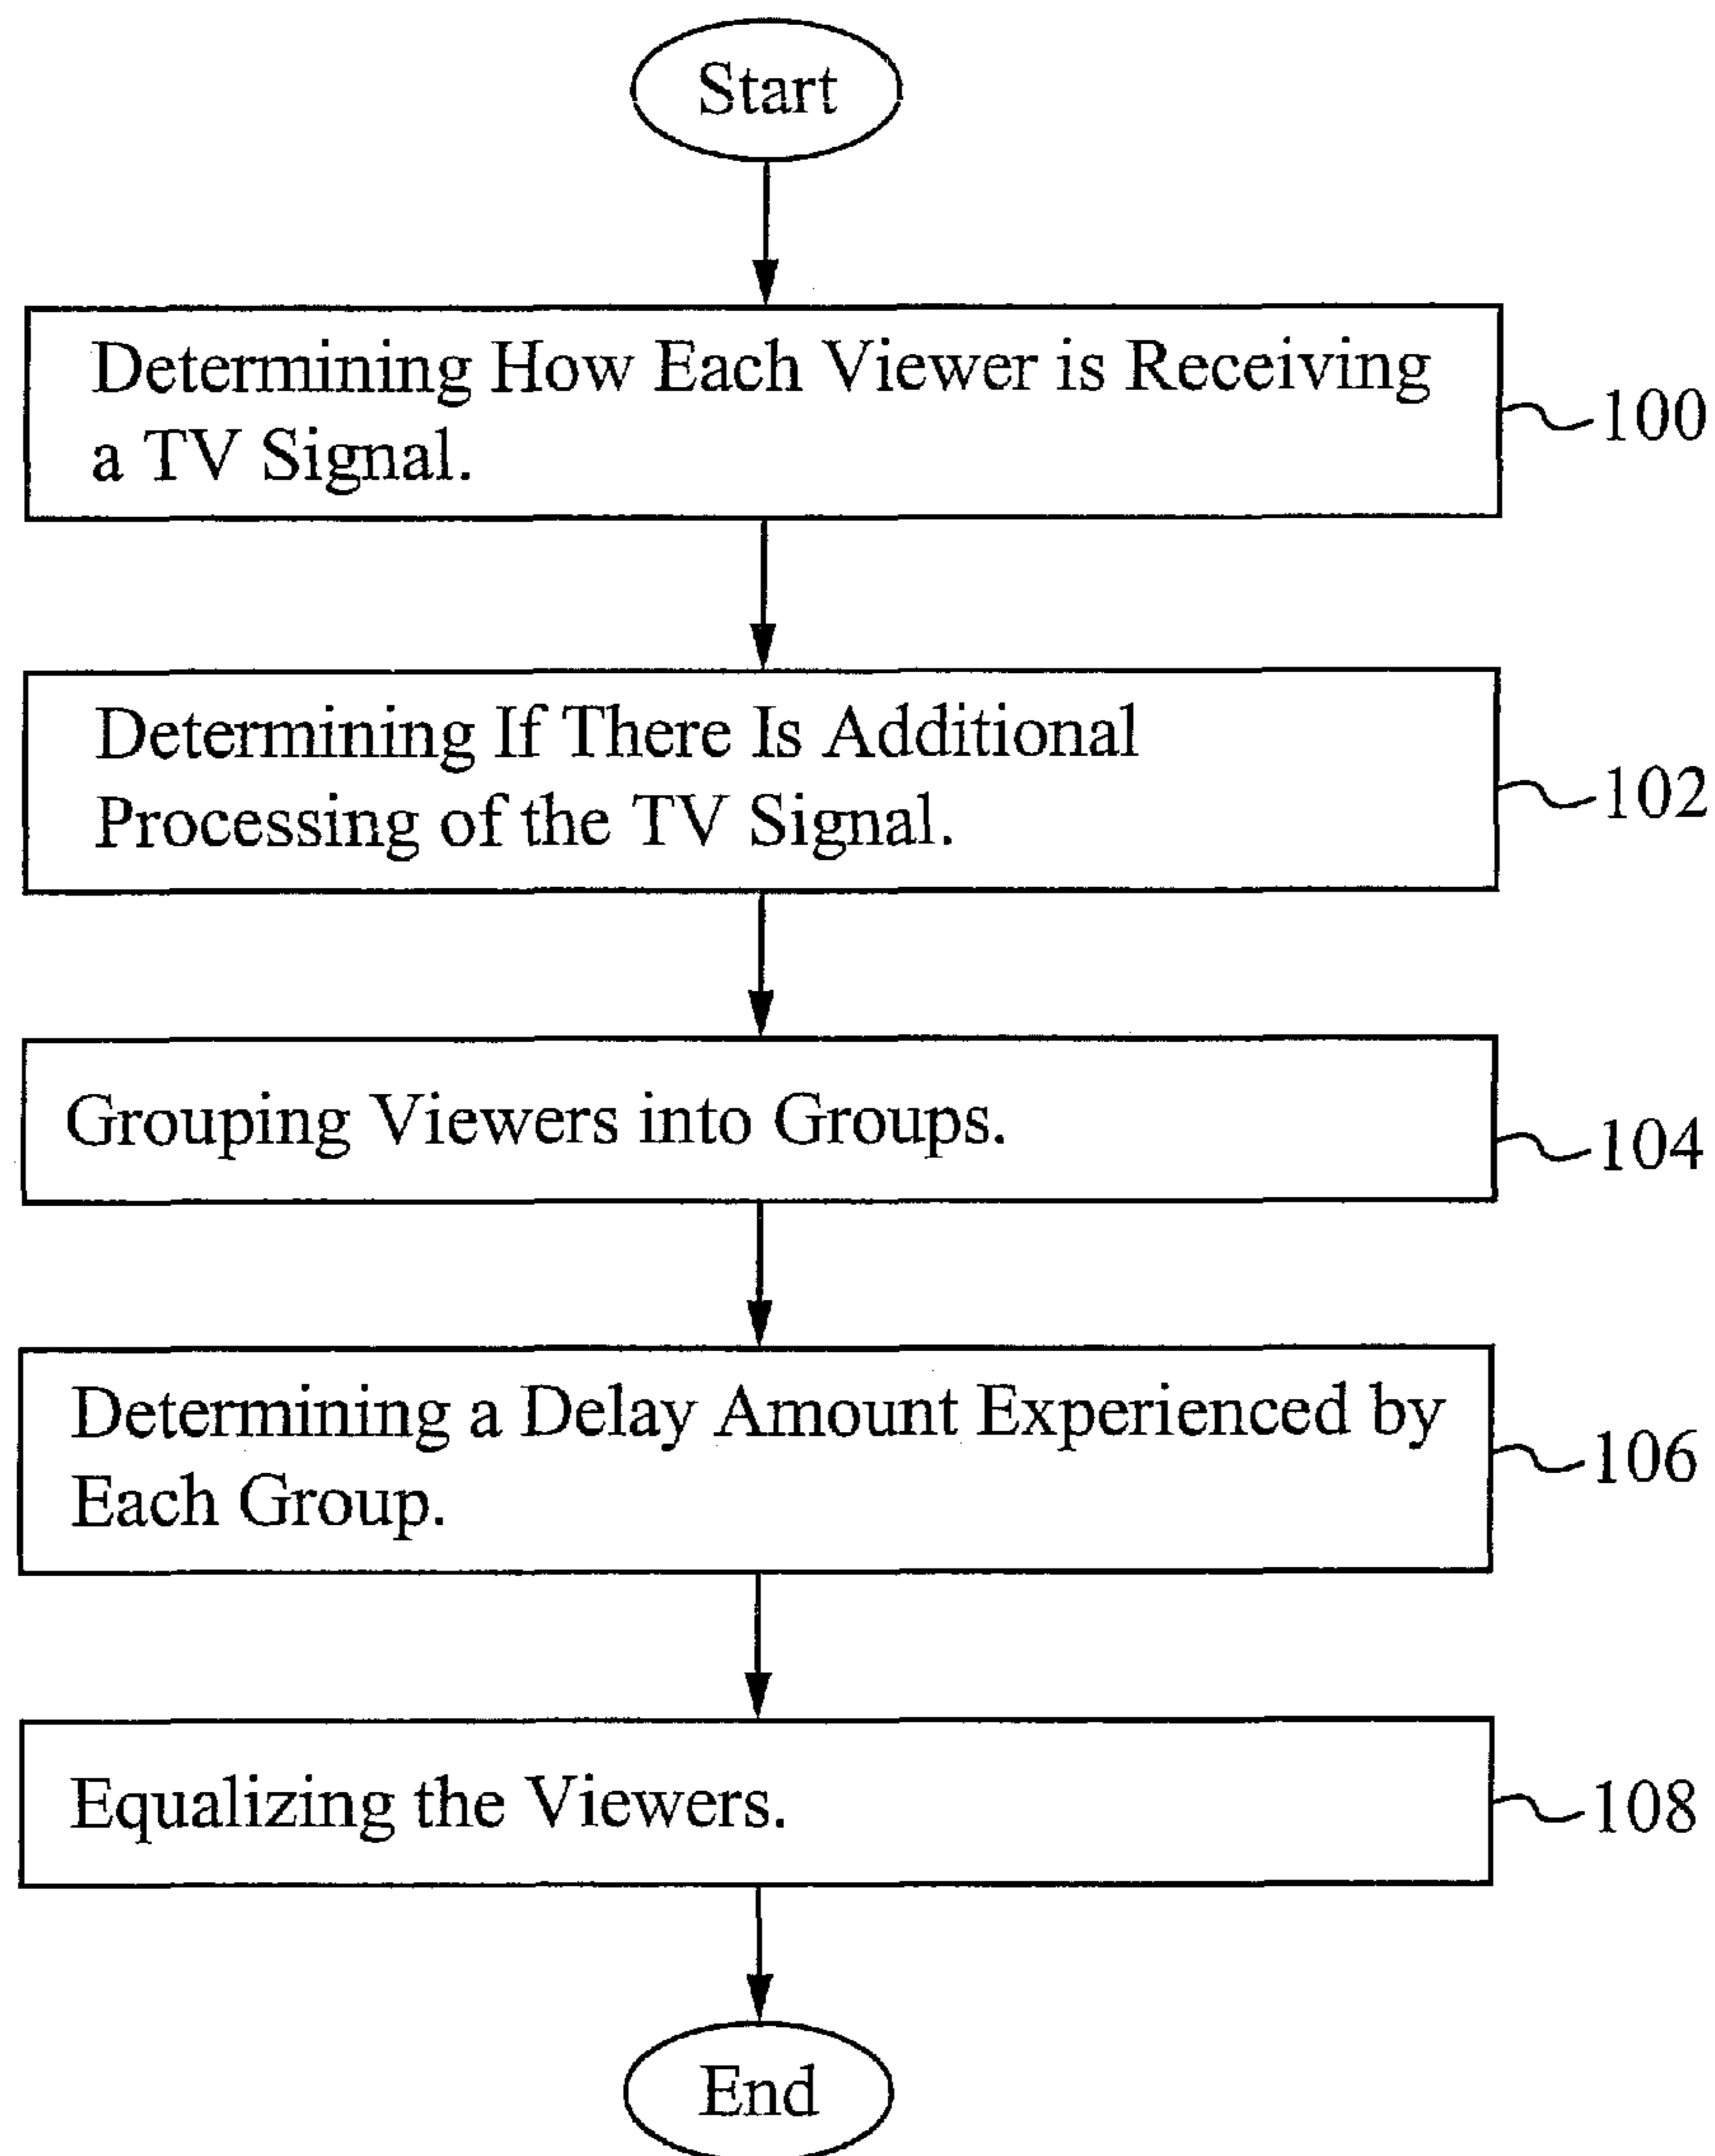 Start
Determining How Each Viewer is Receiving
a TV Signal.
100
Determining If There Is Additional
Processing of the TV Signal.
102
Grouping Viewers into Groups.
104
Determining a Delay Amount Experienced by
Each Group.
106
Equalizing the Viewers.
108
End